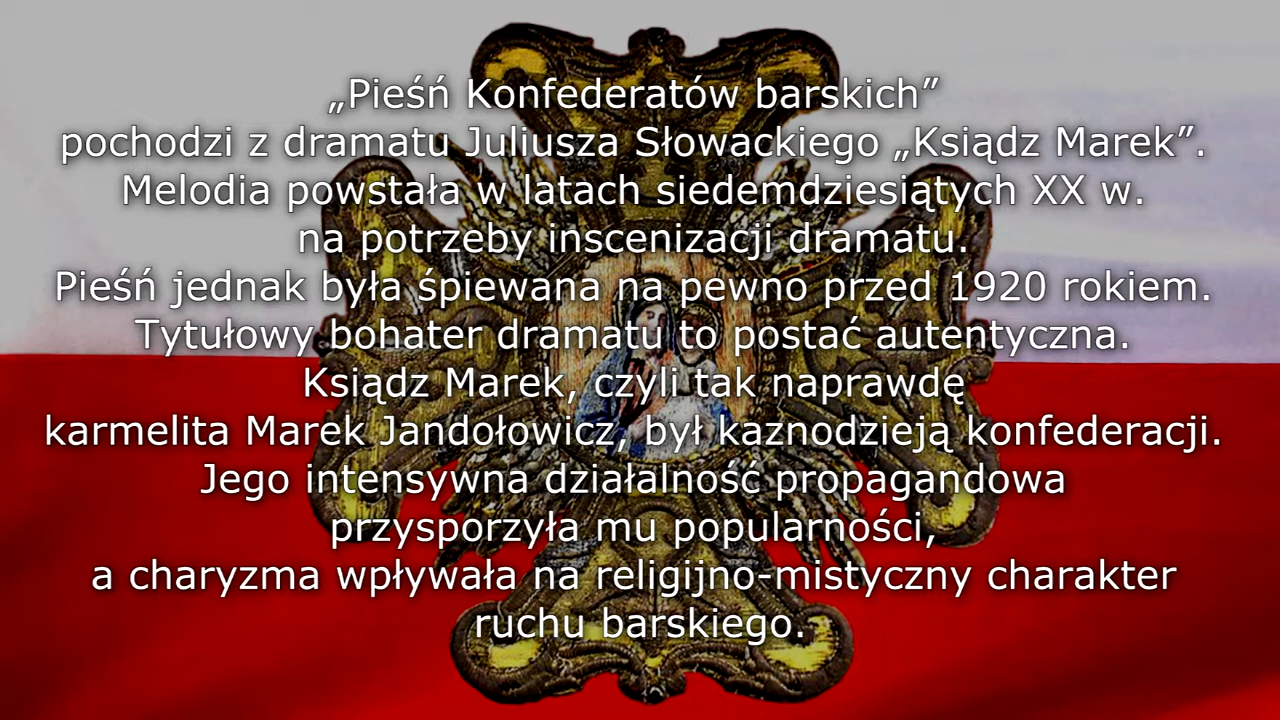 „Pieśń Konfederatów barskich”
pochodzi z dramatu Juliusza Słowackiego „Ksiądz Marek”.
Melodia powstała w latach siedemdziesiątych XX w.
na potrzeby inscenizacji dramatu.
Pieśń jednak była śpiewana na pewno przed 1920 rokiem.
Tytułowy bohater dramatu to postać autentyczna.
Ksiądz Marek, czyli tak naprawdę
karmelita Marek Jandołowicz, był kaznodzieją konfederacji.
Jego intensywna działalność propagandowa
przysporzyła mu popularności,
a charyzma wpływała na religijno-mistyczny charakter
ruchu barskiego.